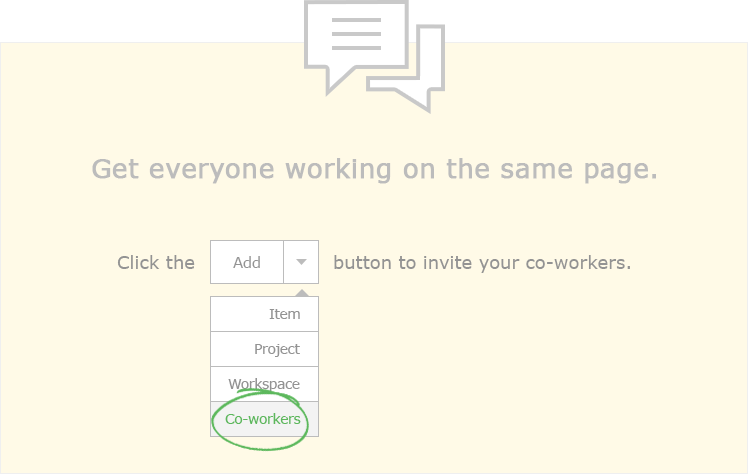 Get everyone working on the same page.
Click the Add button to invite your co-workers.
Item
Project
Workspace
Co-workers